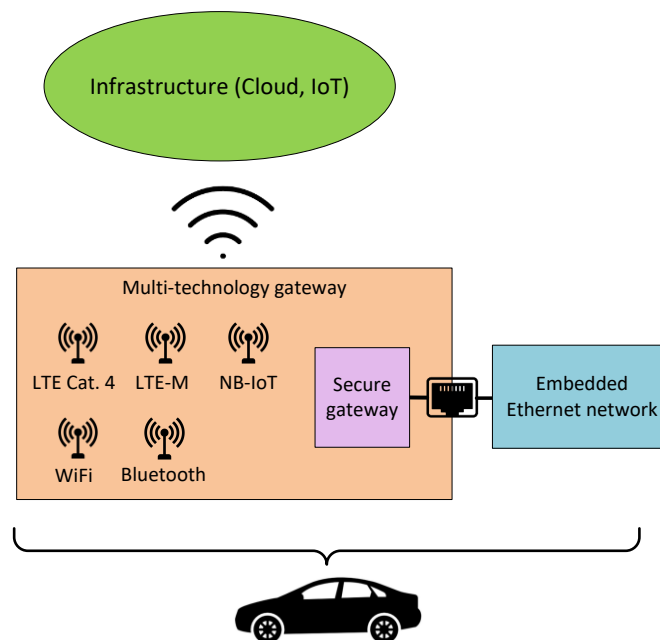 Infrastructure (Cloud, IoT)
Multi-technology gateway
LTE Cat. 4
LTE-M
NB-IoT
WiFi
Bluetooth
Secure
gateway
Embedded
Ethernet network